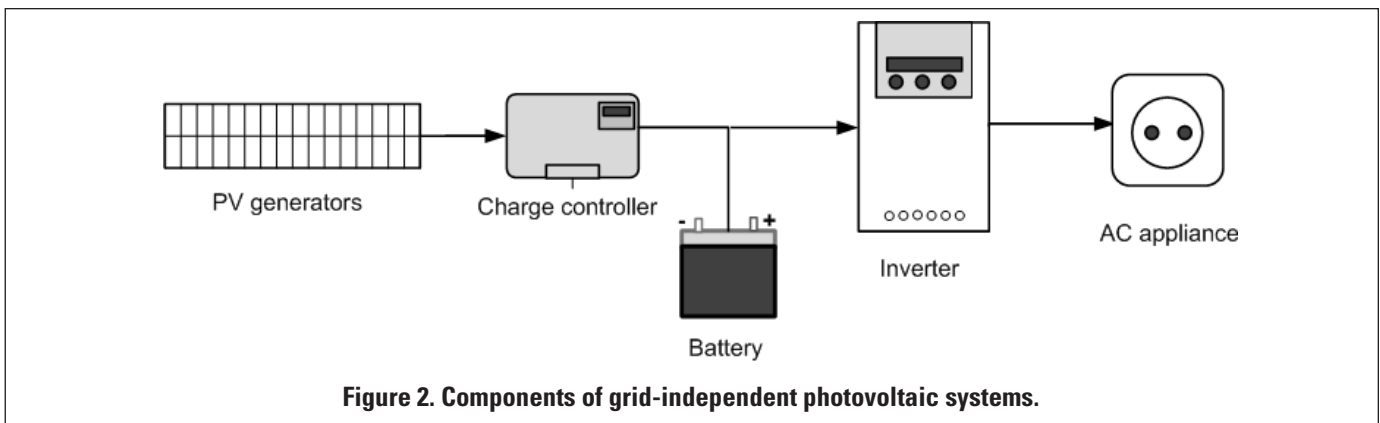 PV generators
Charge controller
- +
Battery
Inverter
AC appliance
Figure 2. Components of grid-independent photovoltaic systems.